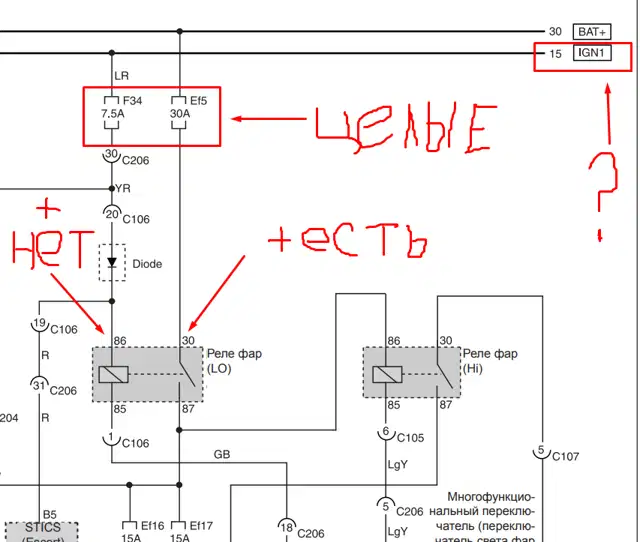 30 BAT+
15 IGN1
LR
F34 Ef5
7.5A 30A
ЦЕЛЫЕ
30 C206
YR
?
+ 20 C106
нет + есть
Diode
19 C106
R
86 30 Реле фар (LO)
86 30 Реле фар (Hi)
31 C206
85 87
85 87
204 R
1 C106
6 C105
5 C107
GB
LgY
B5
STICS
(Escort)
Ef16 Ef17
15A 15A
18 C206
5 C206
LgY
Многофункцио-
нальный переклю-
чатель (переклю-
чатель света фар